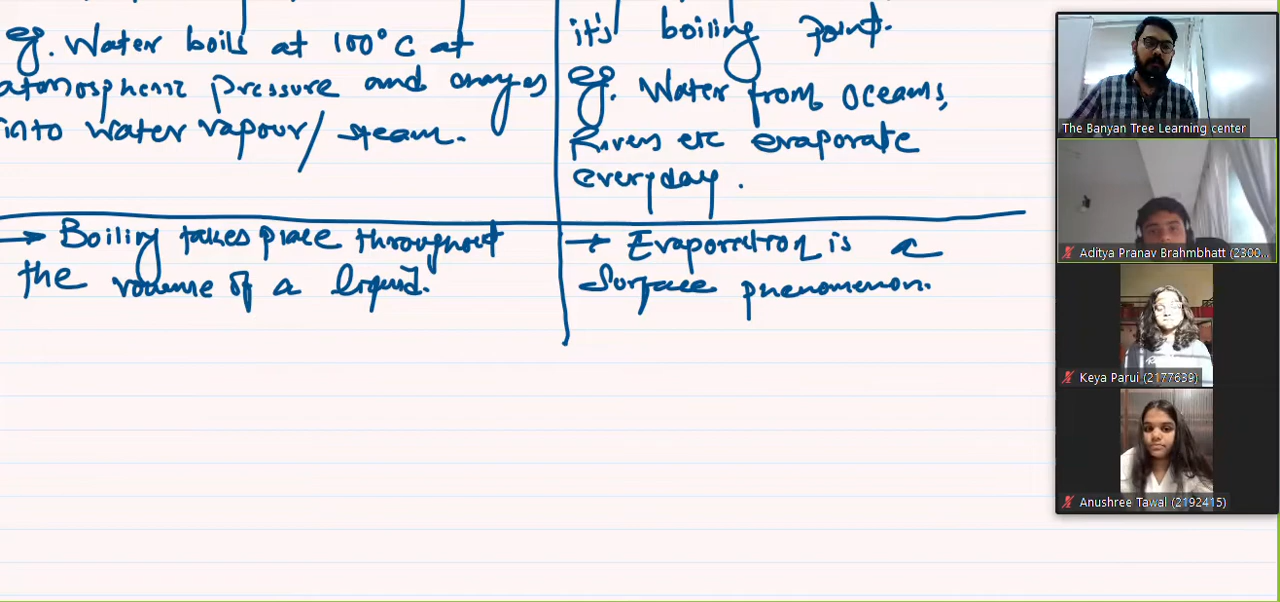 eg. Water boils at 100°C at
atomospheric pressure and changes
into water vapour/ steam.
it's boiling point.
eg. Water from oceans,
Rivers etc evaporate
everyday.
→ Boiling takes place throughout
the volume of a liquid.
→ Evaporation is a
Surface phenomenon.
The Banyan Tree Learning center
Aditya Pranav Brahmbhatt (2300...
Keya Parui (2177639)
Anushree Tawal (2192415)